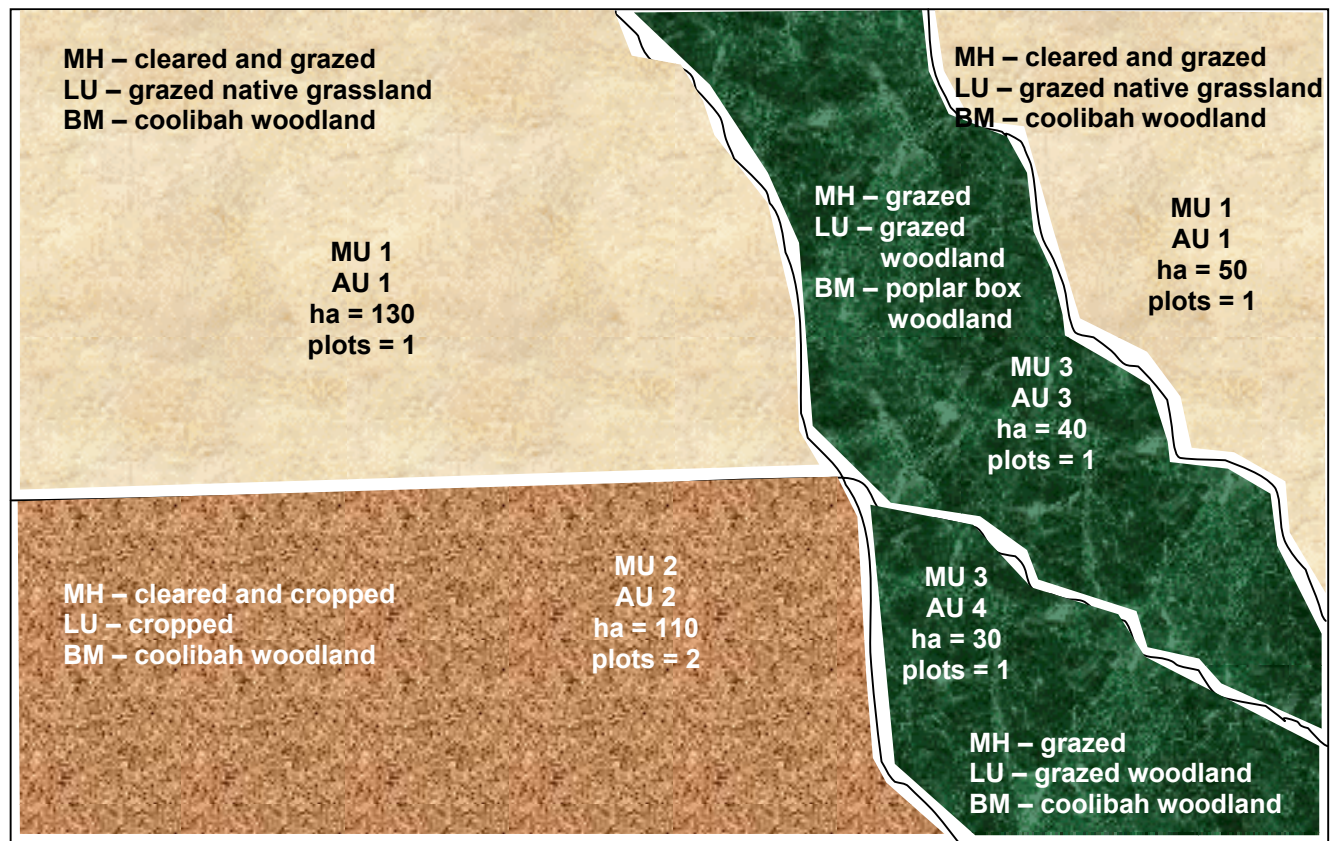 MH – cleared and grazed
LU – grazed native grassland
BM – coolibah woodland
MU 1
AU 1
ha = 130
plots = 1
MH – grazed
LU – grazed
woodland
BM – poplar box
woodland
MU 3
AU 3
ha = 40
plots = 1
MH – cleared and grazed
LU – grazed native grassland
BM – coolibah woodland
MU 1
AU 1
ha = 50
plots = 1
MH – cleared and cropped
LU – cropped
BM – coolibah woodland
MU 2
AU 2
ha = 110
plots = 2
MU 3
AU 4
ha = 30
plots = 1
MH – grazed
LU – grazed woodland
BM – coolibah woodland